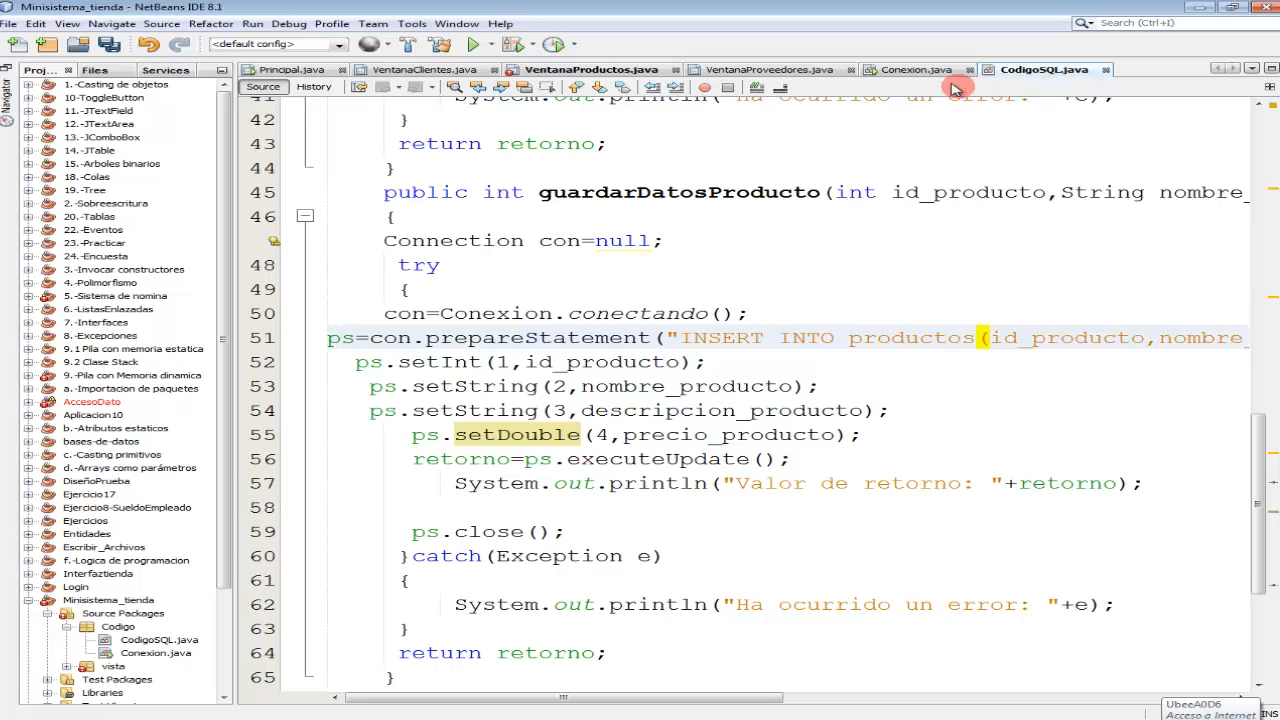 Minisistema_tienda - NetBeans IDE 8.1
File Edit View Navigate Source Refactor Run Debug Profile Team Tools Window Help
Search (Ctrl+I)
<default config>
Proj... Files Services
Principal.java VentanaClientes.java VentanaProductos.java VentanaProveedores.java Conexion.java CodigoSQL.java
Source History
Navigator
1.-Casting de objetos
10-ToggleButton
11.-JTextField
12.-JTextArea
13.-JComboBox
14.-JTable
15.-Arboles binarios
18.-Colas
19.-Tree
2.-Sobreescritura
20.-Tablas
22.-Eventos
23.-Practicar
24.-Encuesta
3.-Invocar constructores
4.-Polimorfismo
5.-Sistema de nomina
6.-ListasEnlazadas
7.-Interfaces
8.-Excepciones
9.1 Pila con memoria estatica
9.2 Clase Stack
9.-Pila con Memoria dinamica
a.-Importacion de paquetes
AccesoDato
Aplicacion10
b.-Atributos estaticos
bases-de-datos
c.-Casting primitivos
d.-Arrays como parámetros
DiseñoPrueba
Ejercicio17
Ejercicio8-SueldoEmpleado
Ejercicios
Entidades
Escribir_Archivos
f.-Logica de programacion
Interfaztienda
Login
Minisistema_tienda
Source Packages
Codigo
CodigoSQL.java
Conexion.java
vista
Test Packages
Libraries
41 System.out.println("Ha ocurrido un error: "+e);
42 }
43 return retorno;
44 }
45 public int guardarDatosProducto(int id_producto,String nombre_
46 {
Connection con=null;
48 try
49 {
50 con=Conexion.conectando();
51 ps=con.prepareStatement("INSERT INTO productos(id_producto,nombre_
52 ps.setInt(1,id_producto);
53 ps.setString(2,nombre_producto);
54 ps.setString(3,descripcion_producto);
55 ps.setDouble(4,precio_producto);
56 retorno=ps.executeUpdate();
57 System.out.println("Valor de retorno: "+retorno);
58
59 ps.close();
60 }catch(Exception e)
61 {
62 System.out.println("Ha ocurrido un error: "+e);
63 }
64 return retorno;
65 }
UbeeA0D6
Acceso a Internet
INS